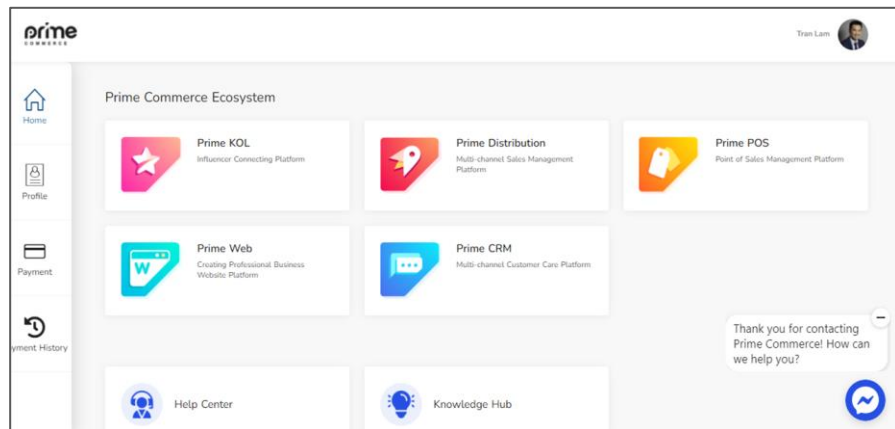 prime
COMMERCE
Tran Lam
Home
Profile
Payment
yment History
Prime Commerce Ecosystem
Prime KOL
Influencer Connecting Platform
Prime Distribution
Multi-channel Sales Management
Platform
Prime POS
Point of Sales Management Platform
Prime Web
Creating Professional Business
Website Platform
W
Prime CRM
Multi-channel Customer Care Platform
Help Center
Knowledge Hub
Thank you for contacting
Prime Commerce! How can
we help you?